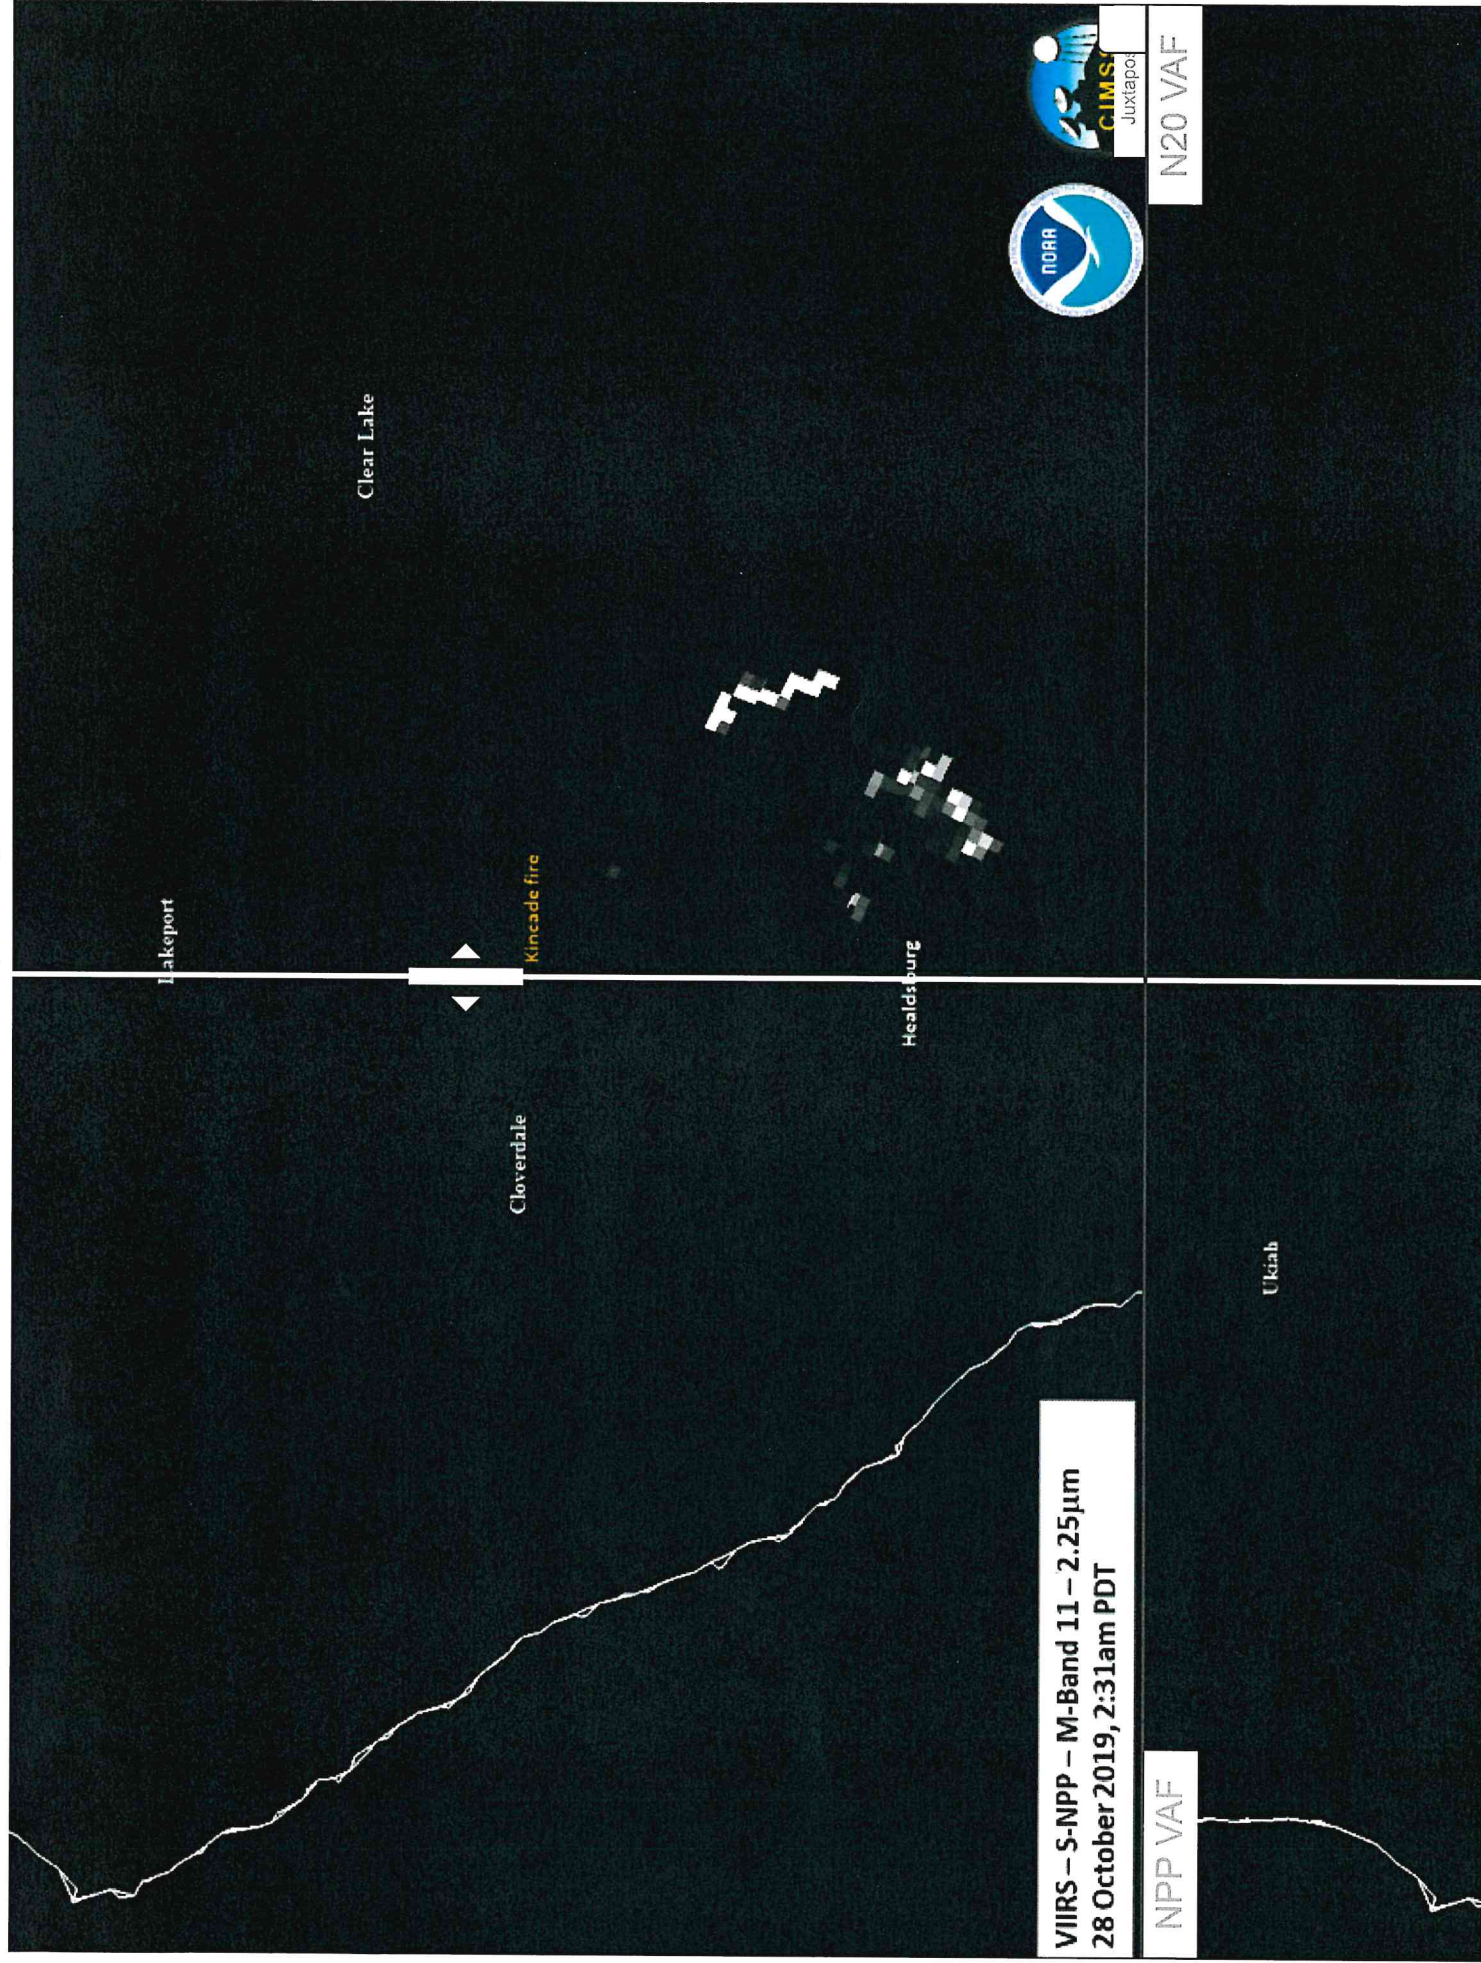 Lakeport
Clear Lake
Kincade fire
Cloverdale
Healdsburg
NOAA
CIMSS
Juxtapos
VIIRS – S-NPP – M-Band 11 – 2.25µm
28 October 2019, 2:31am PDT
NPP VAF
N20 VAF
Ukiah